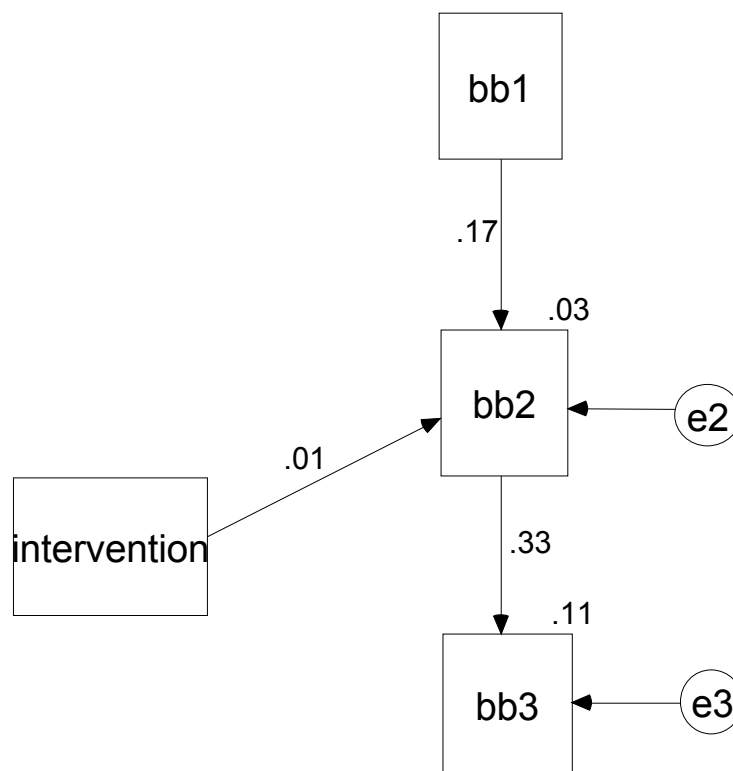 bb1
.17
.03
bb2
e2
.01
intervention
.33
.11
bb3
e3